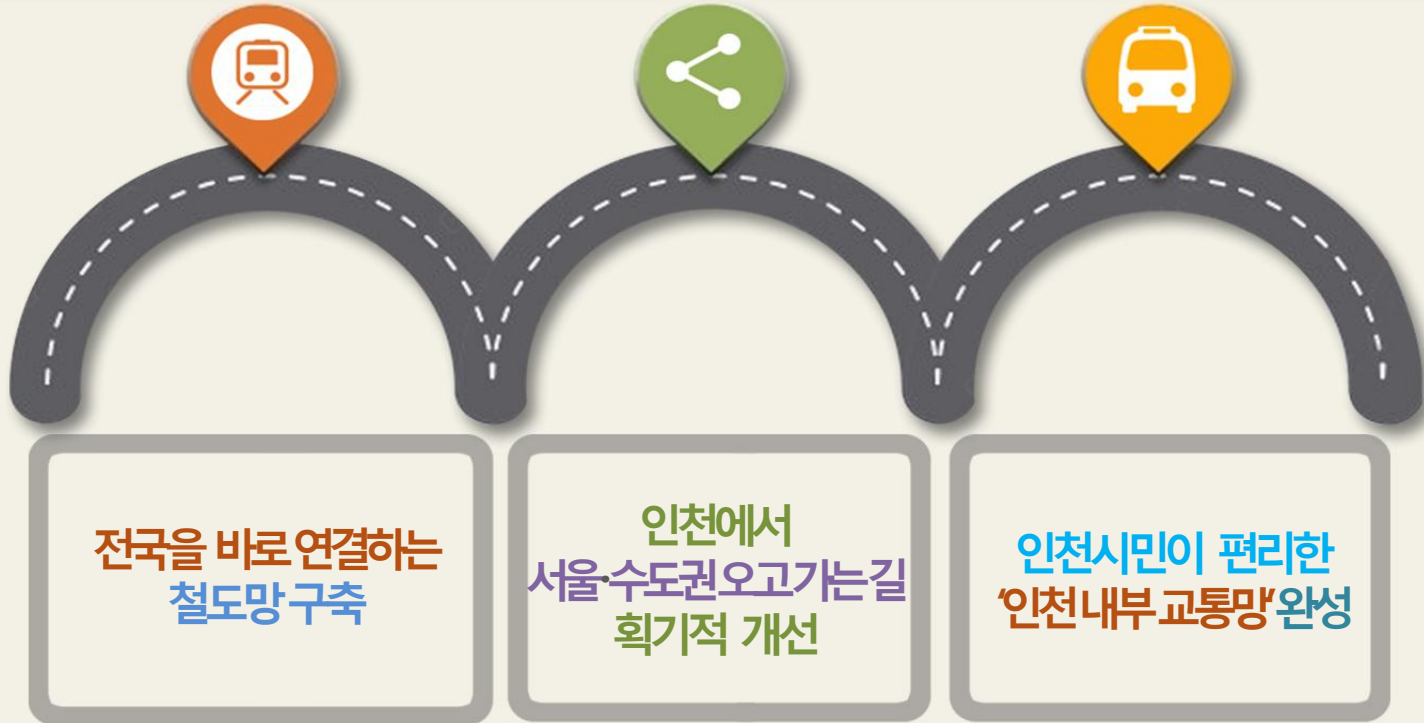 전국을 바로 연결하는
철도망 구축
인천에서
서울·수도권 오고가는 길
획기적 개선
인천시민이 편리한
‘인천 내부 교통망’ 완성